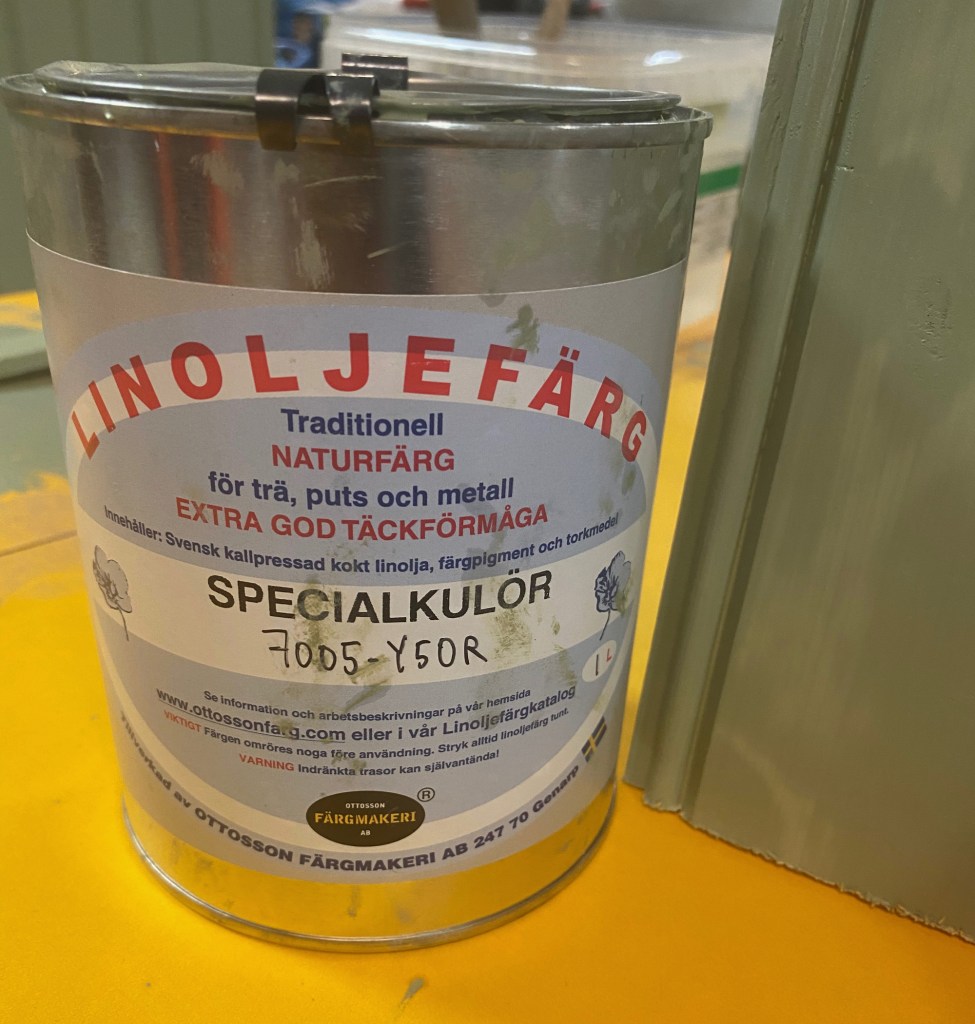 LINOLJEFÄRG
Traditionell
NATURFÄRG
för trä, puts och metall
EXTRA GOD TÄCKFÖRMÅGA
Innehåller: Svensk kallpressad kokt linolja, färgpigment och torkmedel
SPECIALKULÖR
7005-Y50R
1 L
Se information och arbetsbeskrivningar på vår hemsida
www.ottossonfarg.com eller i vår Linoljefärgkatalog
VIKTIGT Färgen omröres noga före användning. Stryk alltid linoljefärg tunt.
VARNING Indränkta trasor kan självantända!
OTTOSSON
FÄRGMAKERI
AB
®
Tillverkad av OTTOSSON FÄRGMAKERI AB 247 70 Genarp